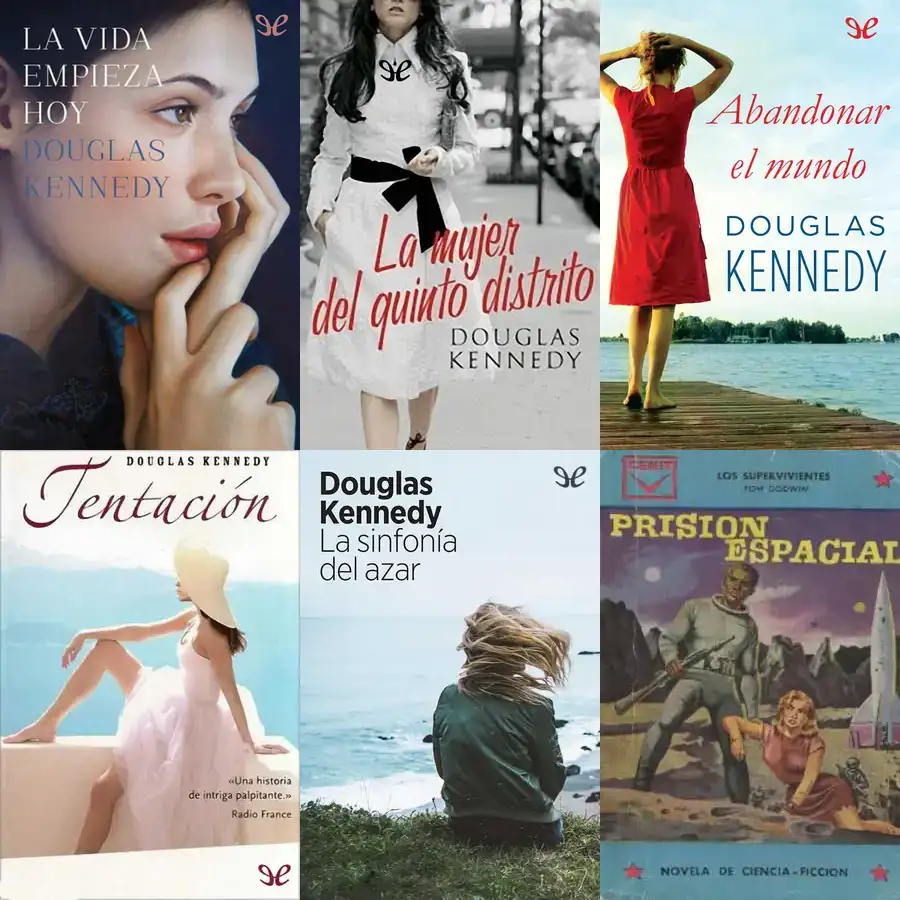 LA VIDA
EMPIEZA
HOY
DOUGLAS
KENNEDY
La mujer
del quinto distrito
DOUGLAS
KENNEDY
Abandonar
el mundo
DOUGLAS
KENNEDY
DOUGLAS KENNEDY
Tentación
«Una historia
de intriga palpitante.»
Radio France
Douglas
Kennedy
La sinfonía
del azar
CENIT
LOS SUPERVIVIENTES
TOM GODWIN
PRISION
ESPACIAL
NOVELA DE CIENCIA-FICCION